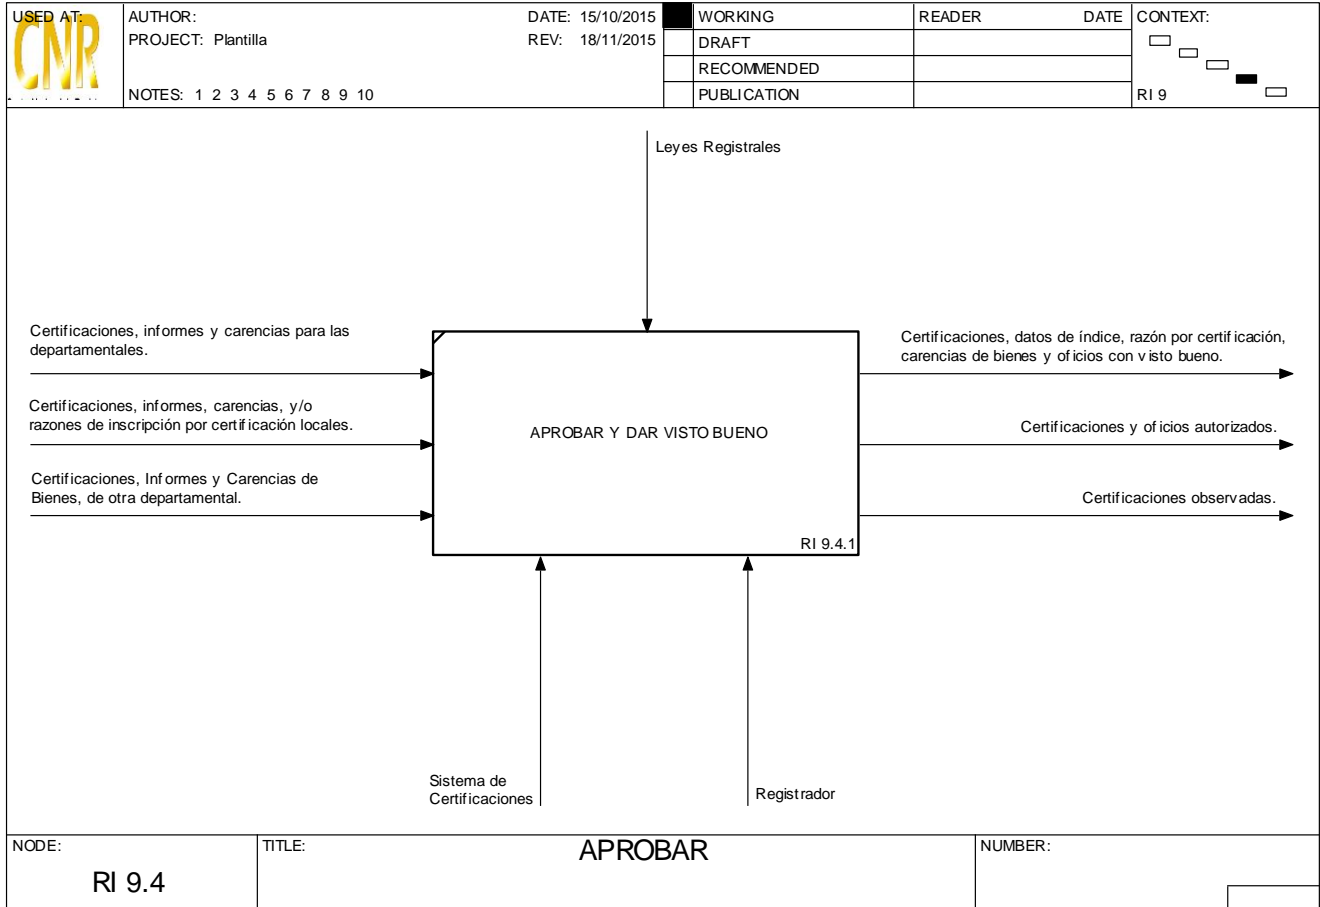 USED AT:
CNR
AUTHOR:
DATE: 15/10/2015
PROJECT: Plantilla
REV: 18/11/2015
NOTES: 1 2 3 4 5 6 7 8 9 10
WORKING
DRAFT
RECOMMENDED
PUBLICATION
READER DATE
CONTEXT:
RI 9
Leyes Registrales
Certificaciones, informes y carencias para las
departamentales.
Certificaciones, informes, carencias, y/o
razones de inscripción por certificación locales.
Certificaciones, Informes y Carencias de
Bienes, de otra departamental.
APROBAR Y DAR VISTO BUENO
RI 9.4.1
Certificaciones, datos de índice, razón por certificación,
carencias de bienes y oficios con visto bueno.
Certificaciones y oficios autorizados.
Certificaciones observadas.
Sistema de
Certificaciones
Registrador
NODE:
RI 9.4
TITLE:
APROBAR
NUMBER: